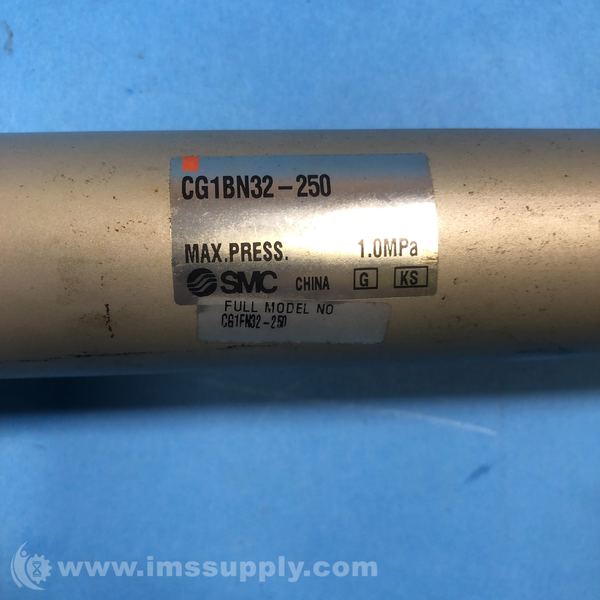 CG1BN32-250
MAX.PRESS. 1.0MPa
SMC CHINA G KS
FULL MODEL NO
CG1FN32-250
www.imssupply.com